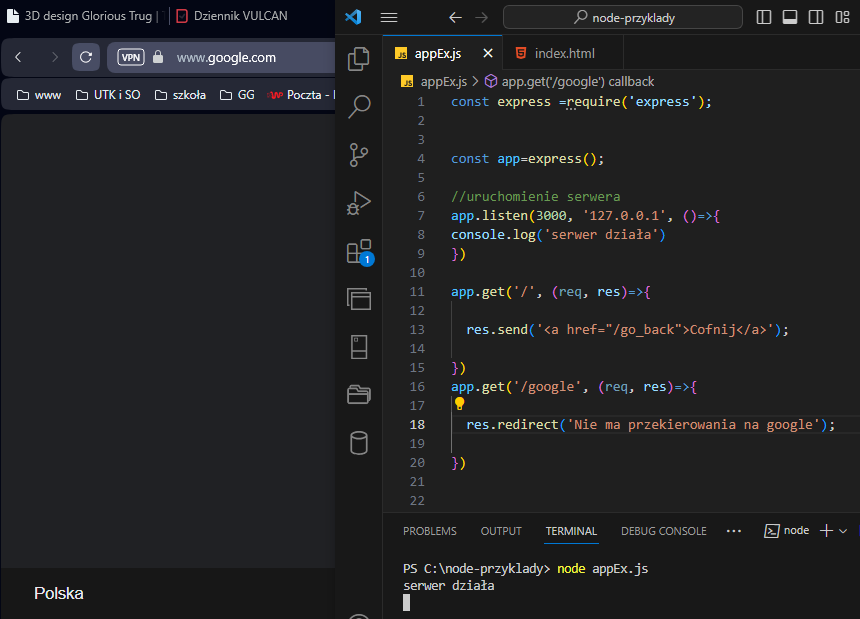 3D design Glorious Trug |
Dziennik VULCAN
VPN
www.google.com
www
UTK i SO
szkoła
GG
Poczta -
Polska
node-przyklady
JS appEx.js
index.html
JS appEx.js > app.get('/google') callback
1 const express =require('express');
2
3
4 const app=express();
5
6 //uruchomienie serwera
7 app.listen(3000, '127.0.0.1', ()=>{
8 console.log('serwer działa')
9 })
10
11 app.get('/', (req, res)=>{
12
13 res.send('<a href="/go_back">Cofnij</a>');
14
15 })
16 app.get('/google', (req, res)=>{
17
18 res.redirect('Nie ma przekierowania na google');
19
20 })
21
22
1
PROBLEMS OUTPUT TERMINAL DEBUG CONSOLE ... node
PS C:\node-przyklady> node appEx.js
serwer działa